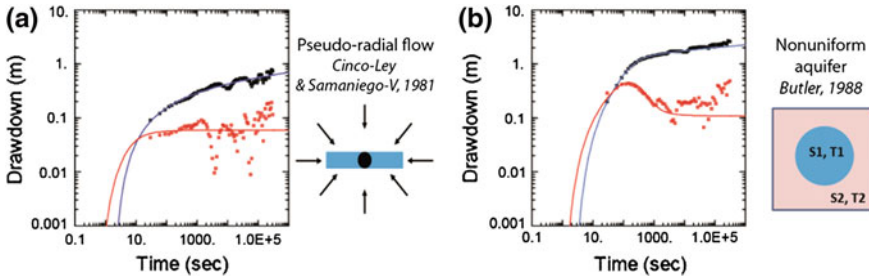 (a)
Drawdown (m)
10.
1.
0.1
0.01
0.001
0.1
10.
1000.
1.0E+5
Time (sec)
Pseudo-radial flow
Cinco-Ley
& Samaniego-V, 1981
(b)
Drawdown (m)
10.
1.
0.1
0.01
0.001
0.1
10.
1000.
1.0E+5
Time (sec)
Nonuniform
aquifer
Butler, 1988
S1, T1
S2, T2